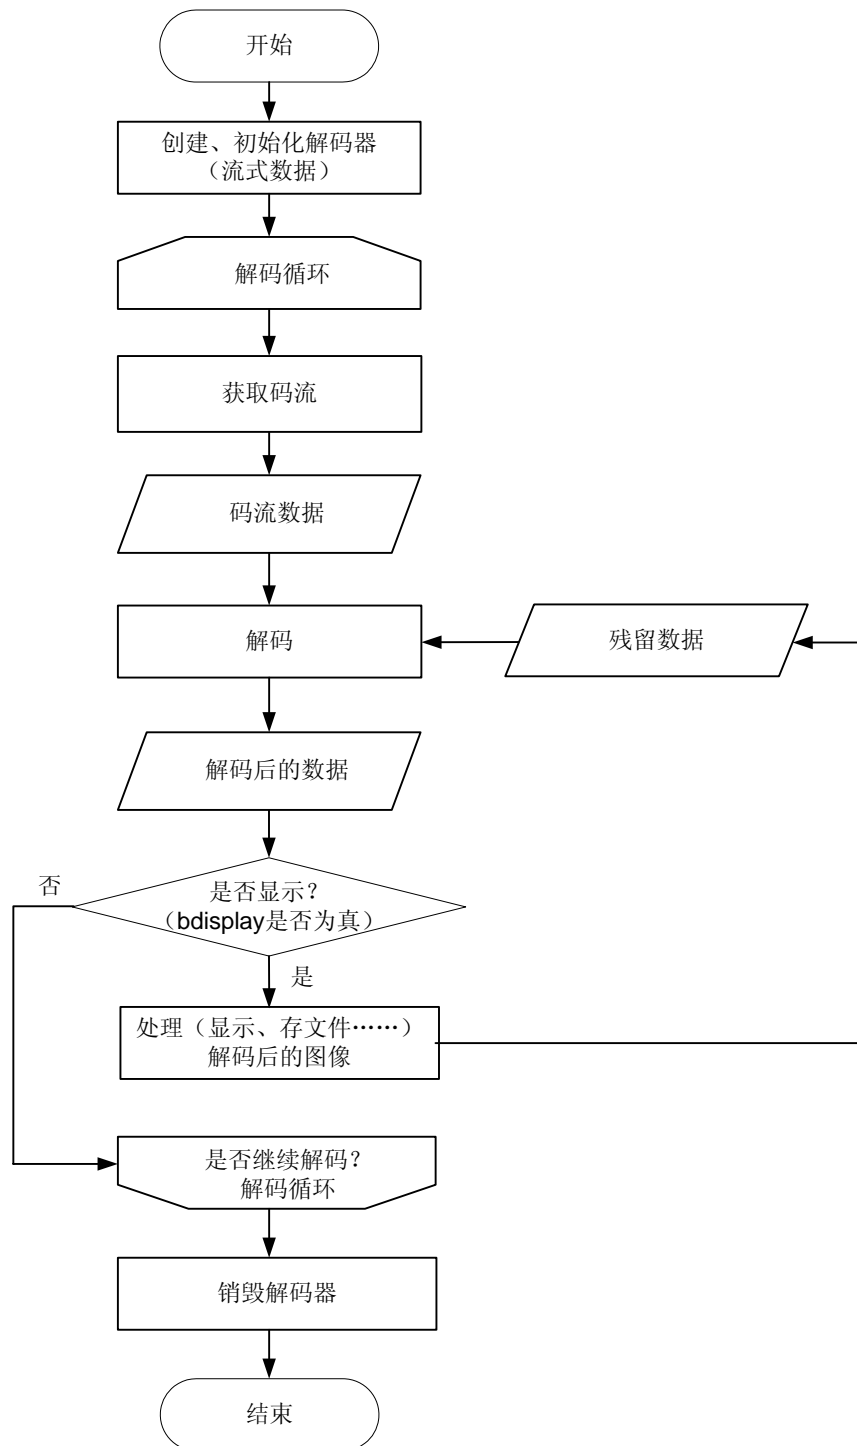 开始
创建、初始化解码器
（流式数据）
解码循环
获取码流
码流数据
解码
残留数据
解码后的数据
否
是否显示？
（bdisplay是否为真）
是
处理（显示、存文件……）
解码后的图像
是否继续解码？
解码循环
销毁解码器
结束